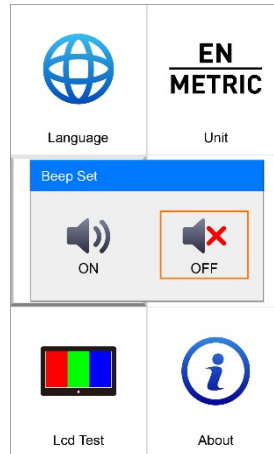 EN
METRIC
Language
Unit
Beep Set
ON
OFF
i
Lcd Test
About